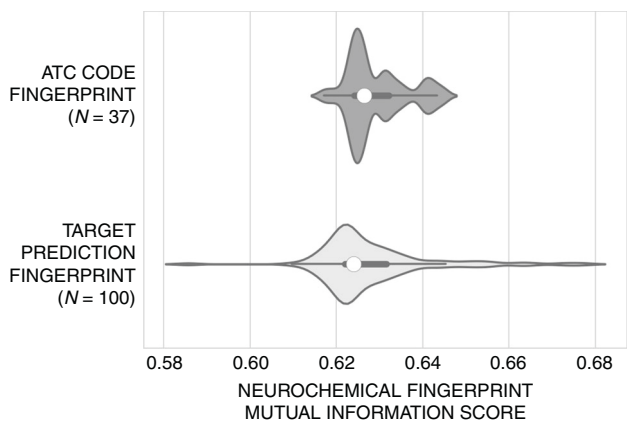 ATC CODE
FINGERPRINT
(N = 37)
TARGET
PREDICTION
FINGERPRINT
(N = 100)
0.58 0.60 0.62 0.64 0.66 0.68
NEUROCHEMICAL FINGERPRINT
MUTUAL INFORMATION SCORE